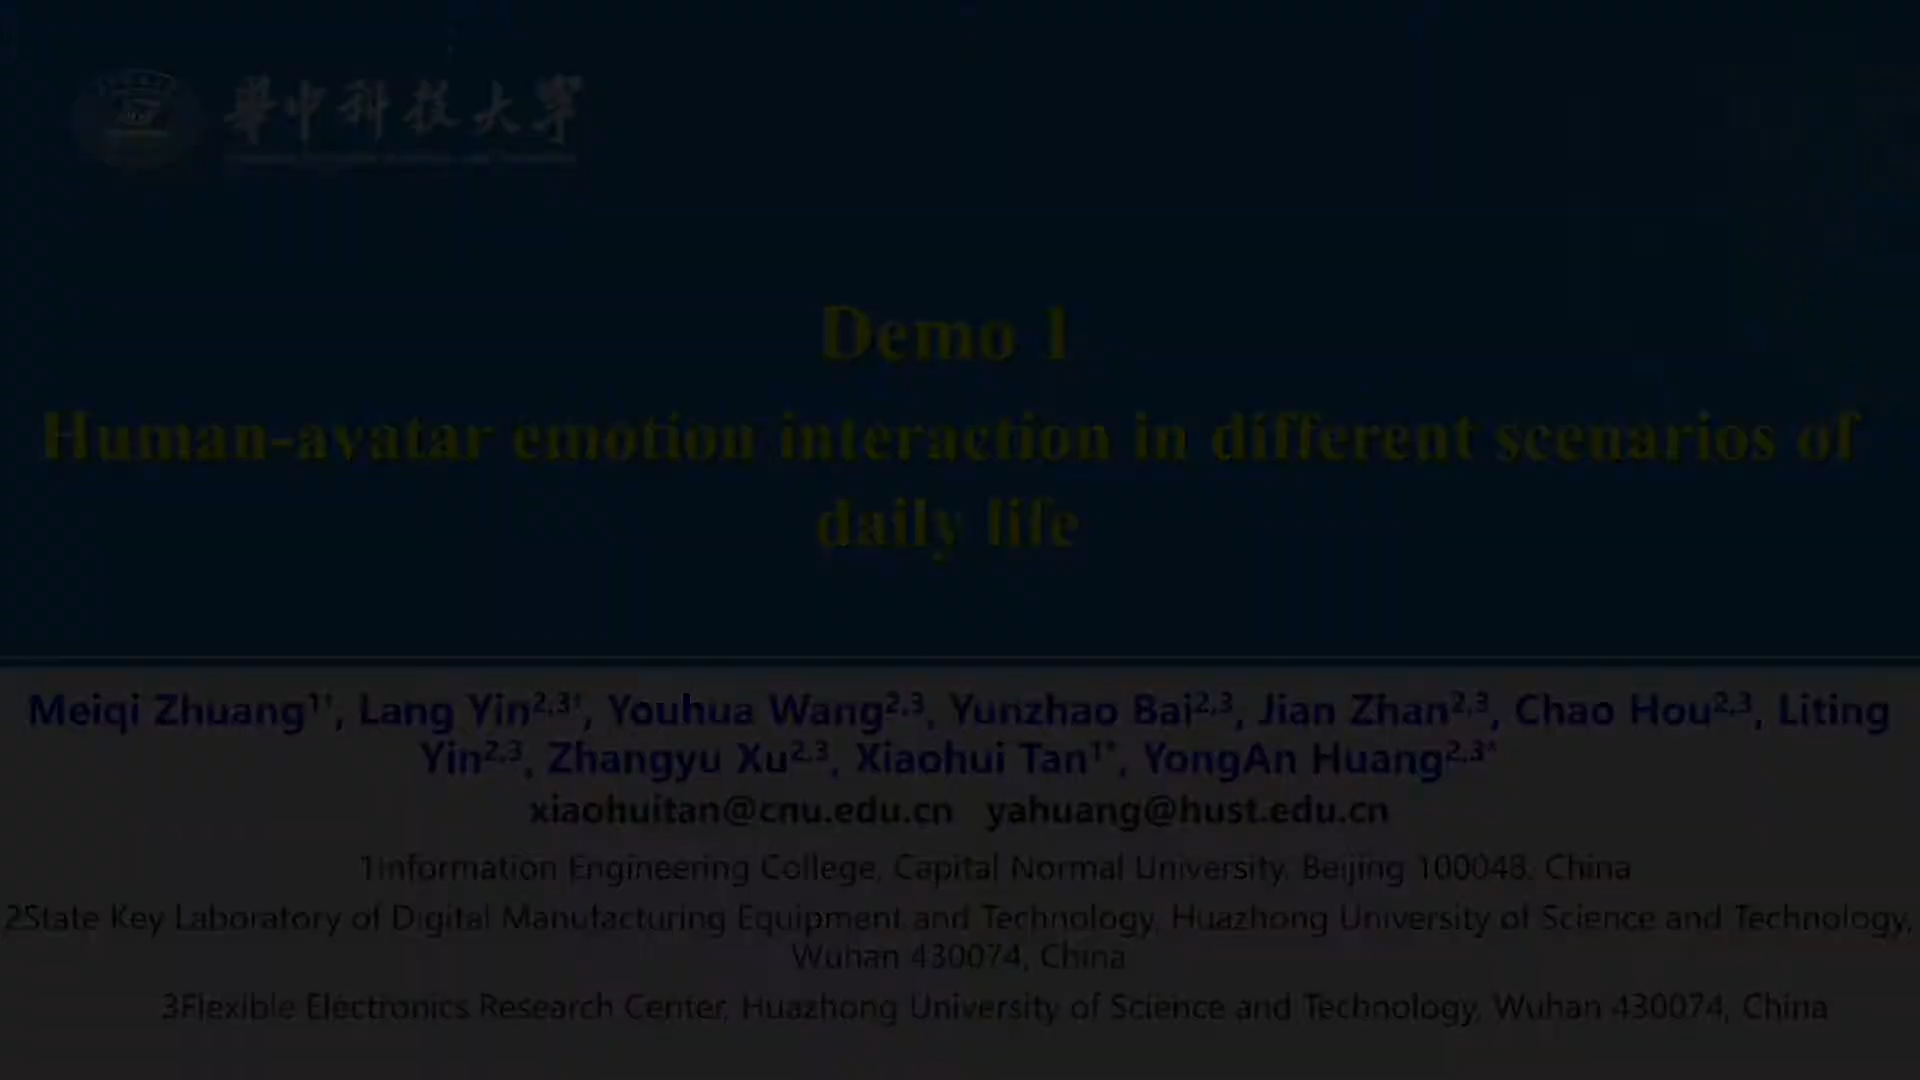 華中科技大学
Demo 1
Human-avatar emotion interaction in different scenarios of
daily life
Meiqi Zhuang1†, Lang Yin2,3†, Youhua Wang2,3, Yunzhao Bai2,3, Jian Zhan2,3, Chao Hou2,3, Liting
Yin2,3, Zhangyu Xu2,3, Xiaohui Tan1*, YongAn Huang2,3*
xiaohuitan@cnu.edu.cn yahuang@hust.edu.cn
1Information Engineering College, Capital Normal University, Beijing 100048, China
2State Key Laboratory of Digital Manufacturing Equipment and Technology, Huazhong University of Science and Technology,
Wuhan 430074, China
3Flexible Electronics Research Center, Huazhong University of Science and Technology, Wuhan 430074, China